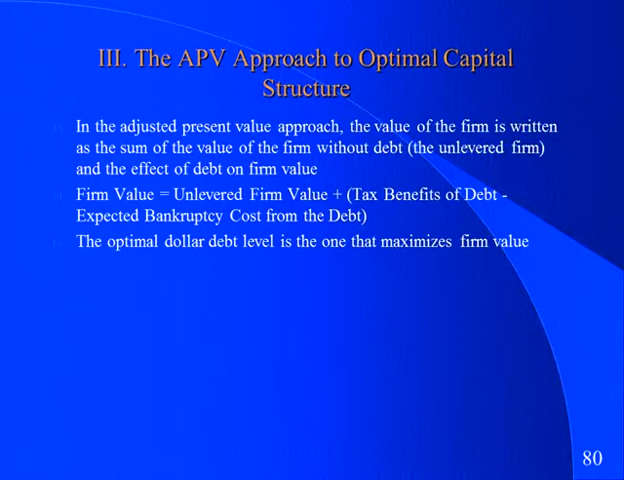 III. The APV Approach to Optimal Capital
Structure
In the adjusted present value approach, the value of the firm is written
as the sum of the value of the firm without debt (the unlevered firm)
and the effect of debt on firm value
Firm Value = Unlevered Firm Value + (Tax Benefits of Debt -
Expected Bankruptcy Cost from the Debt)
The optimal dollar debt level is the one that maximizes firm value
80